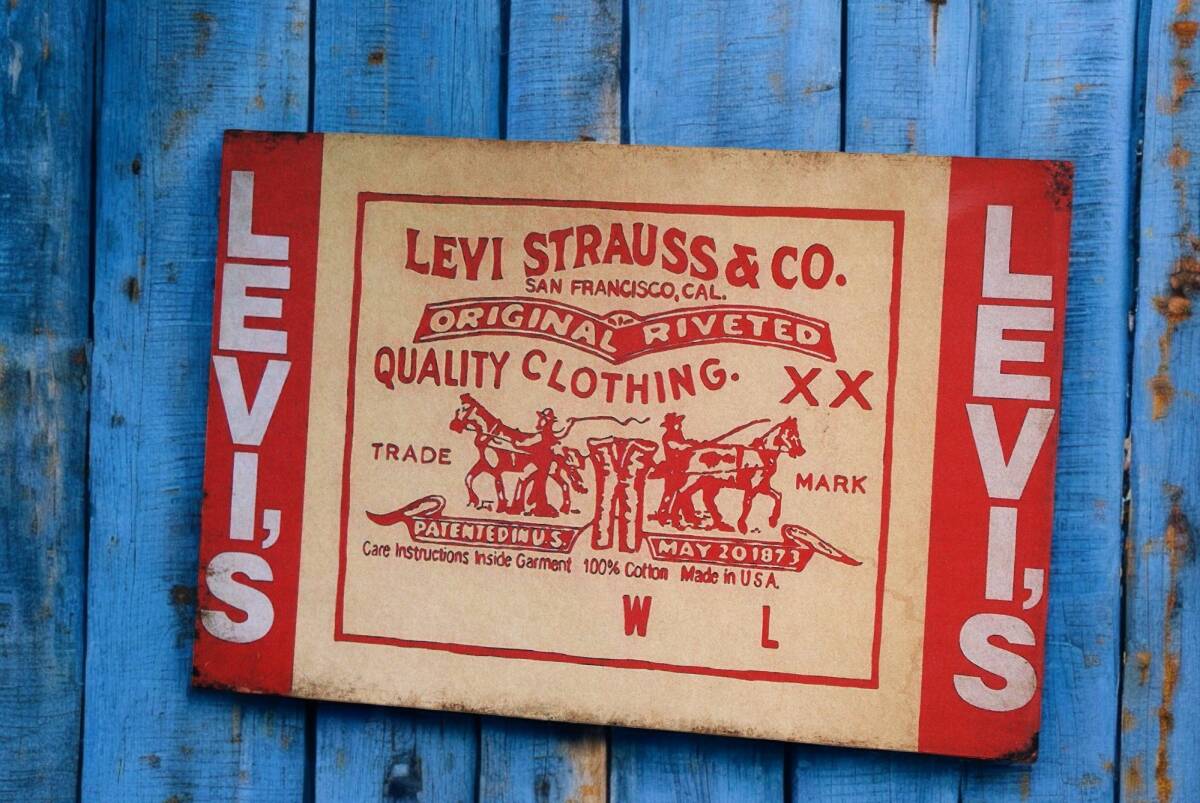 LEVI'S
LEVI STRAUSS & CO.
SAN FRANCISCO, CAL.
ORIGINAL RIVETED
QUALITY CLOTHING. XX
TRADE MARK
PATENTED IN U.S. MAY 20 1873
Care Instructions Inside Garment 100% Cotton Made in U.S.A.
W L
LEVI'S